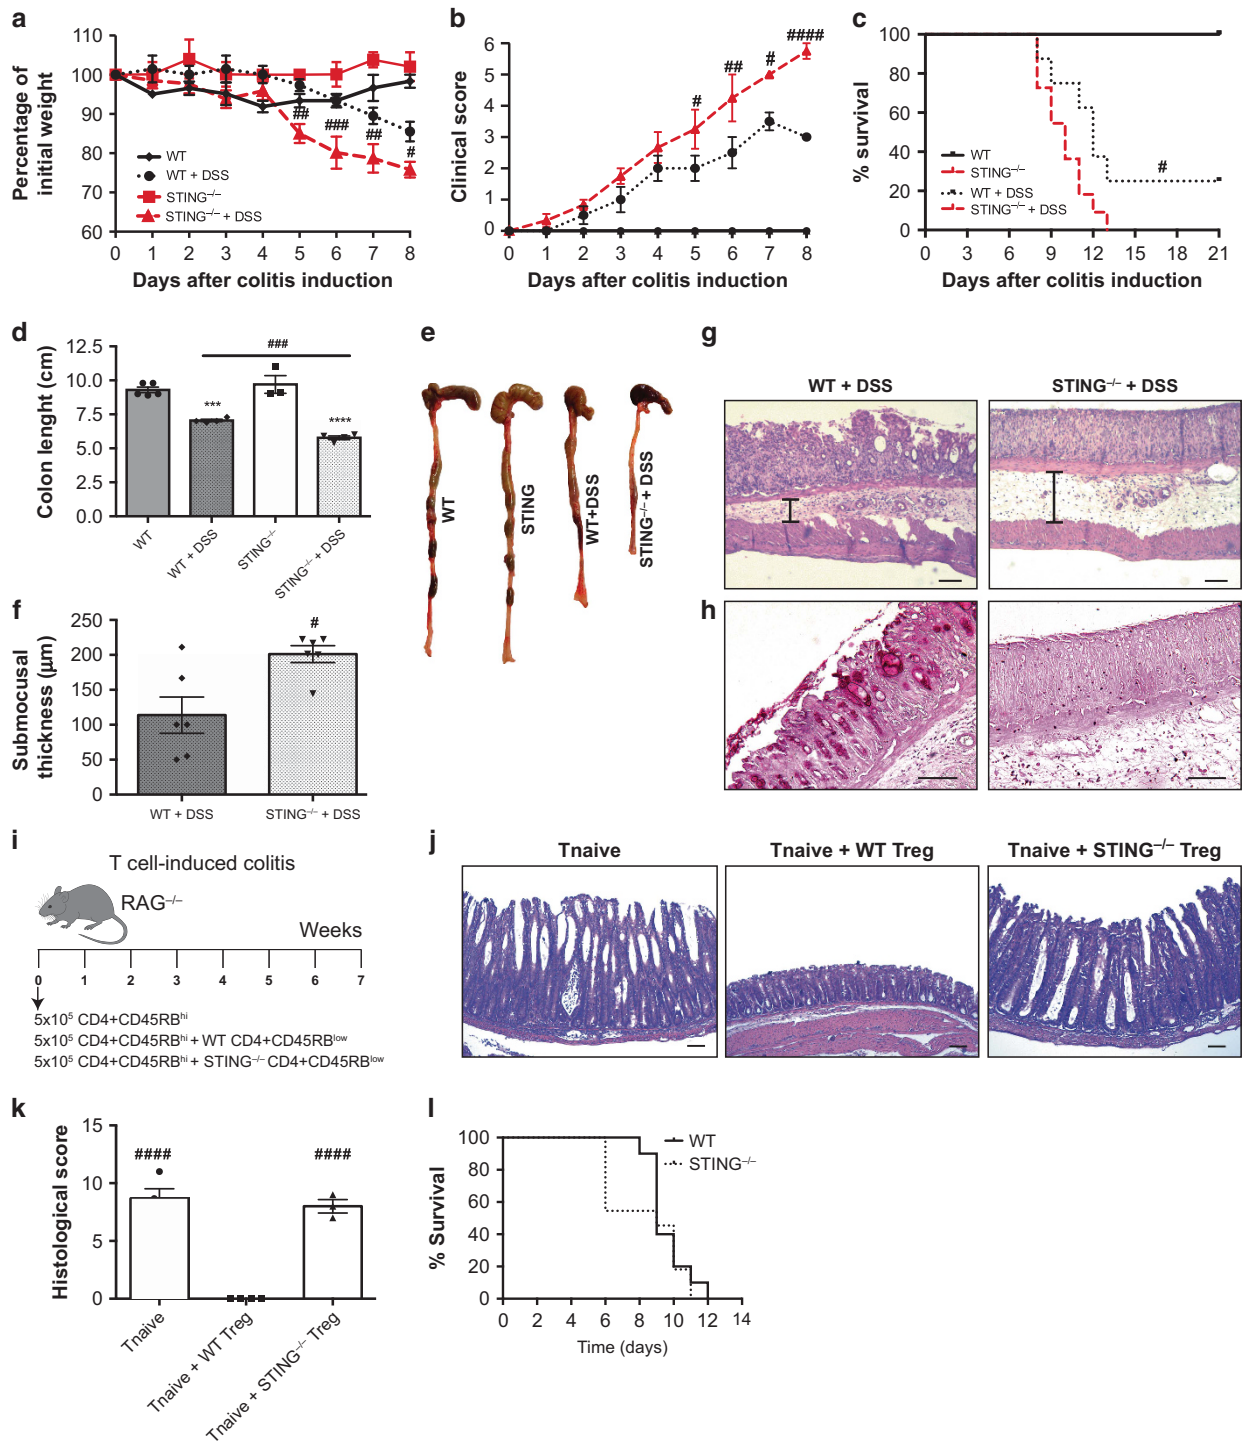 a
110
100
90
80
70
60
Percentage of
initial weight
##
###
##
#
WT
WT + DSS
STING–/–
STING–/– + DSS
0 1 2 3 4 5 6 7 8
Days after colitis induction
b
6
5
4
3
2
1
0
Clinical score
#
##
#
####
0 1 2 3 4 5 6 7 8
Days after colitis induction
c
100
80
60
40
20
0
% survival
#
WT
STING–/–
WT + DSS
STING–/– + DSS
0 3 6 9 12 15 18 21
Days after colitis induction
d
12.5
10.0
7.5
5.0
2.5
0.0
Colon lenght (cm)
###
***
****
WT
WT + DSS
STING–/–
STING–/– + DSS
e
WT
STING
WT+DSS
STING–/– + DSS
g
WT + DSS
STING–/– + DSS
f
250
200
150
100
50
0
Submocusal
thickness (µm)
#
WT + DSS
STING–/– + DSS
h
i
T cell-induced colitis
RAG–/–
Weeks
0 1 2 3 4 5 6 7
5x10⁵ CD4+CD45RBhi
5x10⁵ CD4+CD45RBhi + WT CD4+CD45RBlow
5x10⁵ CD4+CD45RBhi + STING–/– CD4+CD45RBlow
j
Tnaive
Tnaive + WT Treg
Tnaive + STING–/– Treg
k
15
10
5
0
Histological score
####
####
Tnaive
Tnaive + WT Treg
Tnaive + STING–/– Treg
l
100
80
60
40
20
0
% Survival
WT
STING–/–
0 2 4 6 8 10 12 14
Time (days)